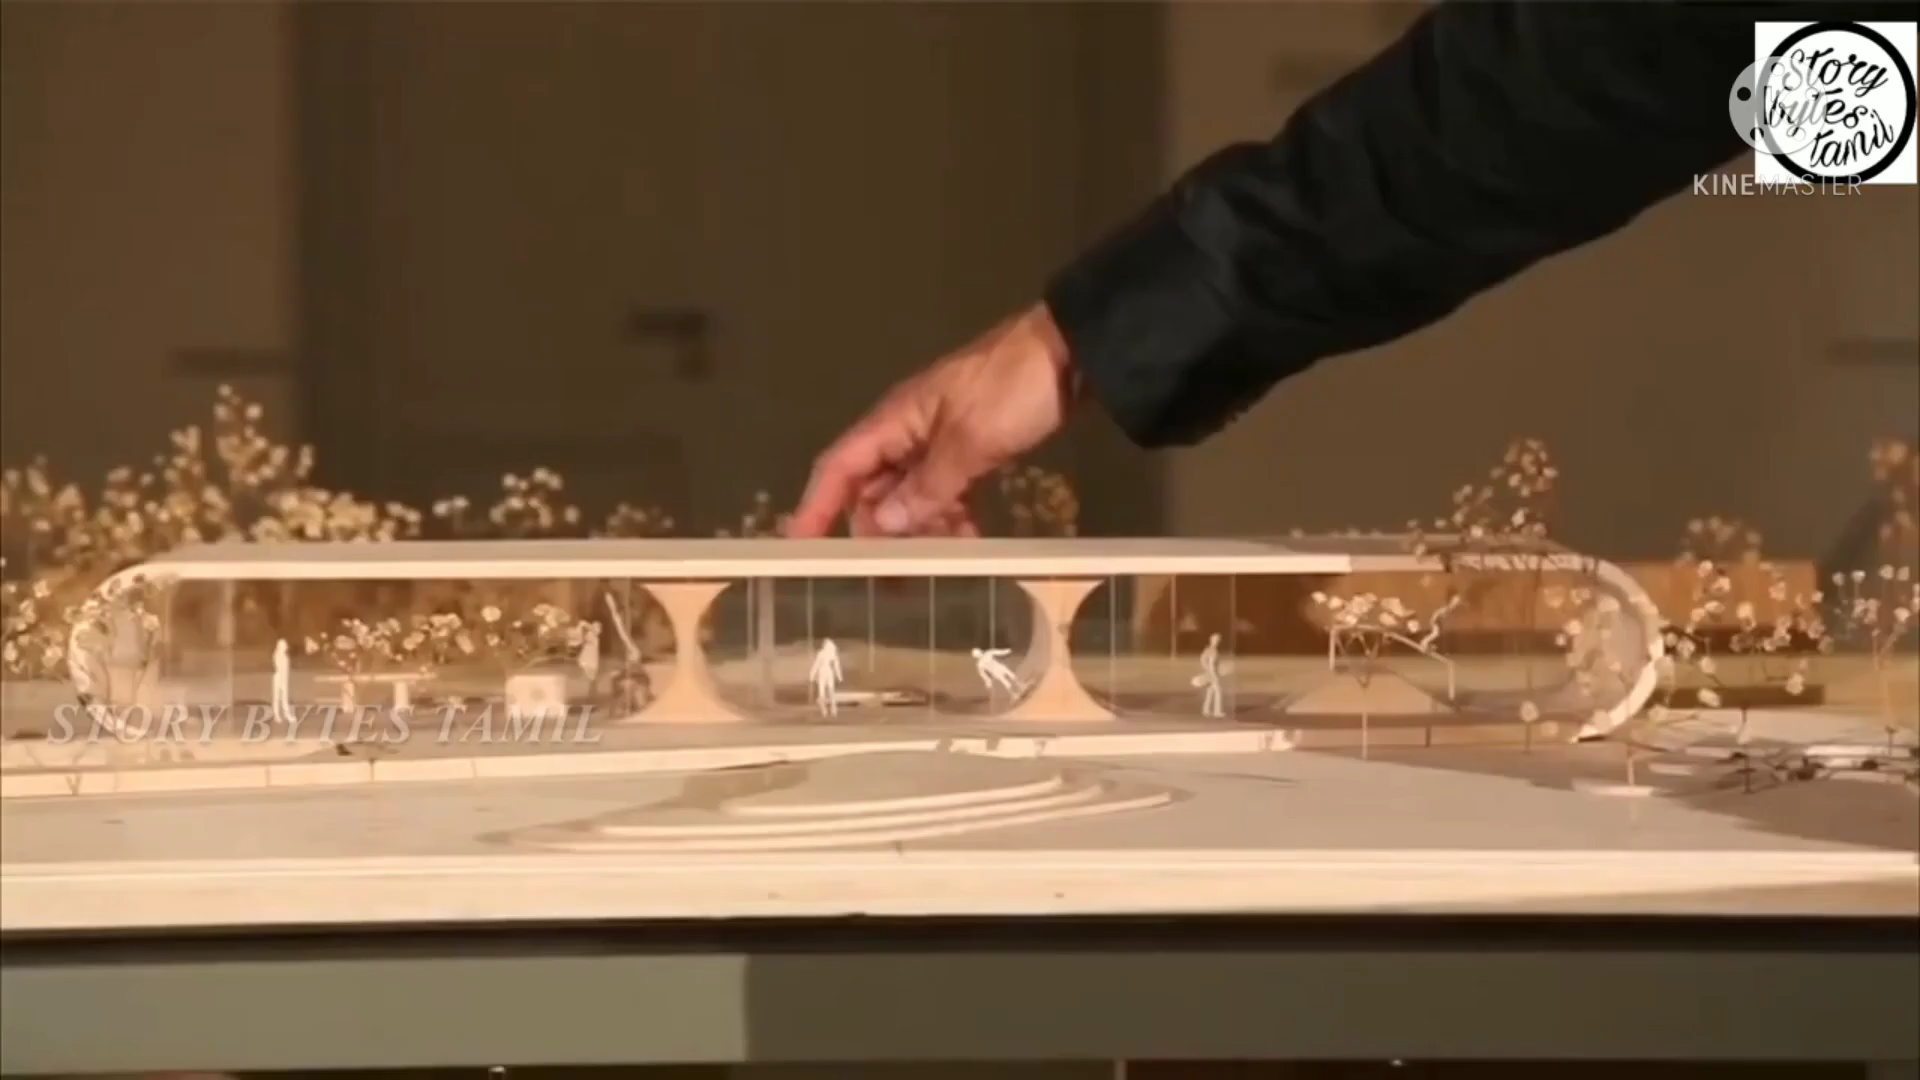 Story
bytes
tamil
KINEMASTER
STORY BYTES TAMIL